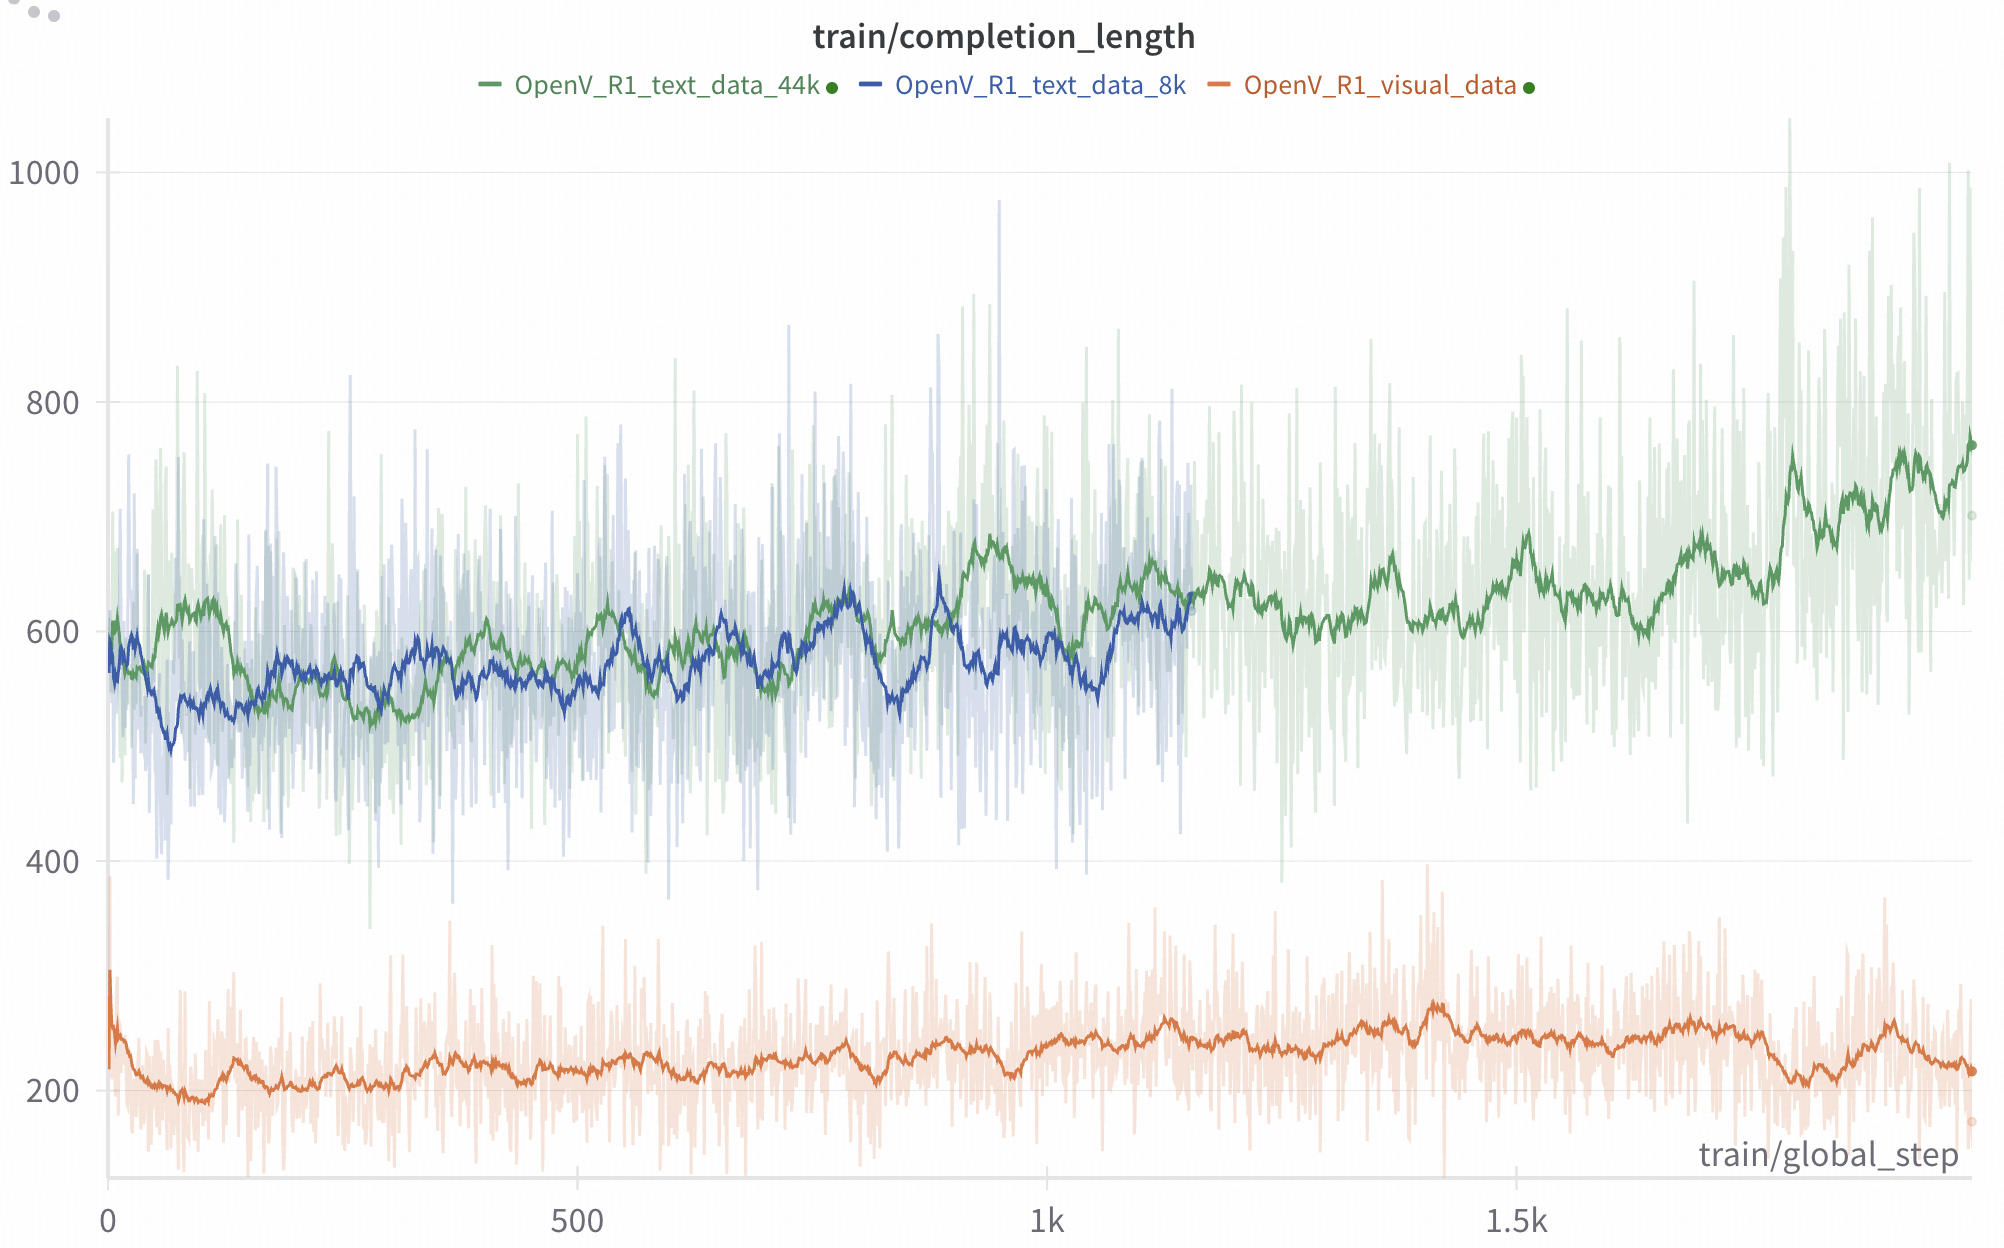 train/completion_length
OpenV_R1_text_data_44k OpenV_R1_text_data_8k OpenV_R1_visual_data
1000
800
600
400
200
train/global_step
0 500 1k 1.5k